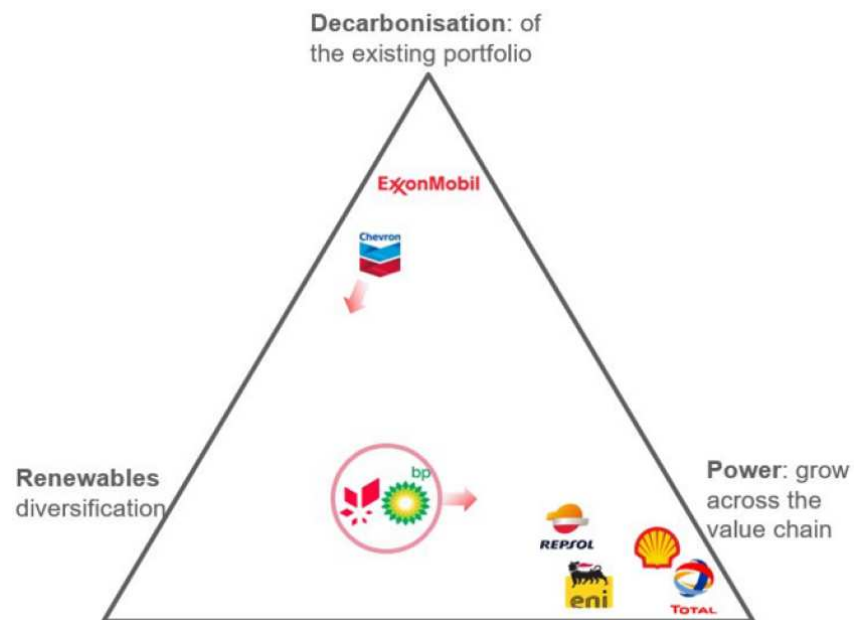 Decarbonisation: of
the existing portfolio
ExxonMobil
Chevron
Renewables
diversification
bp
Power: grow
across the
value chain
REPSOL
eni
TOTAL